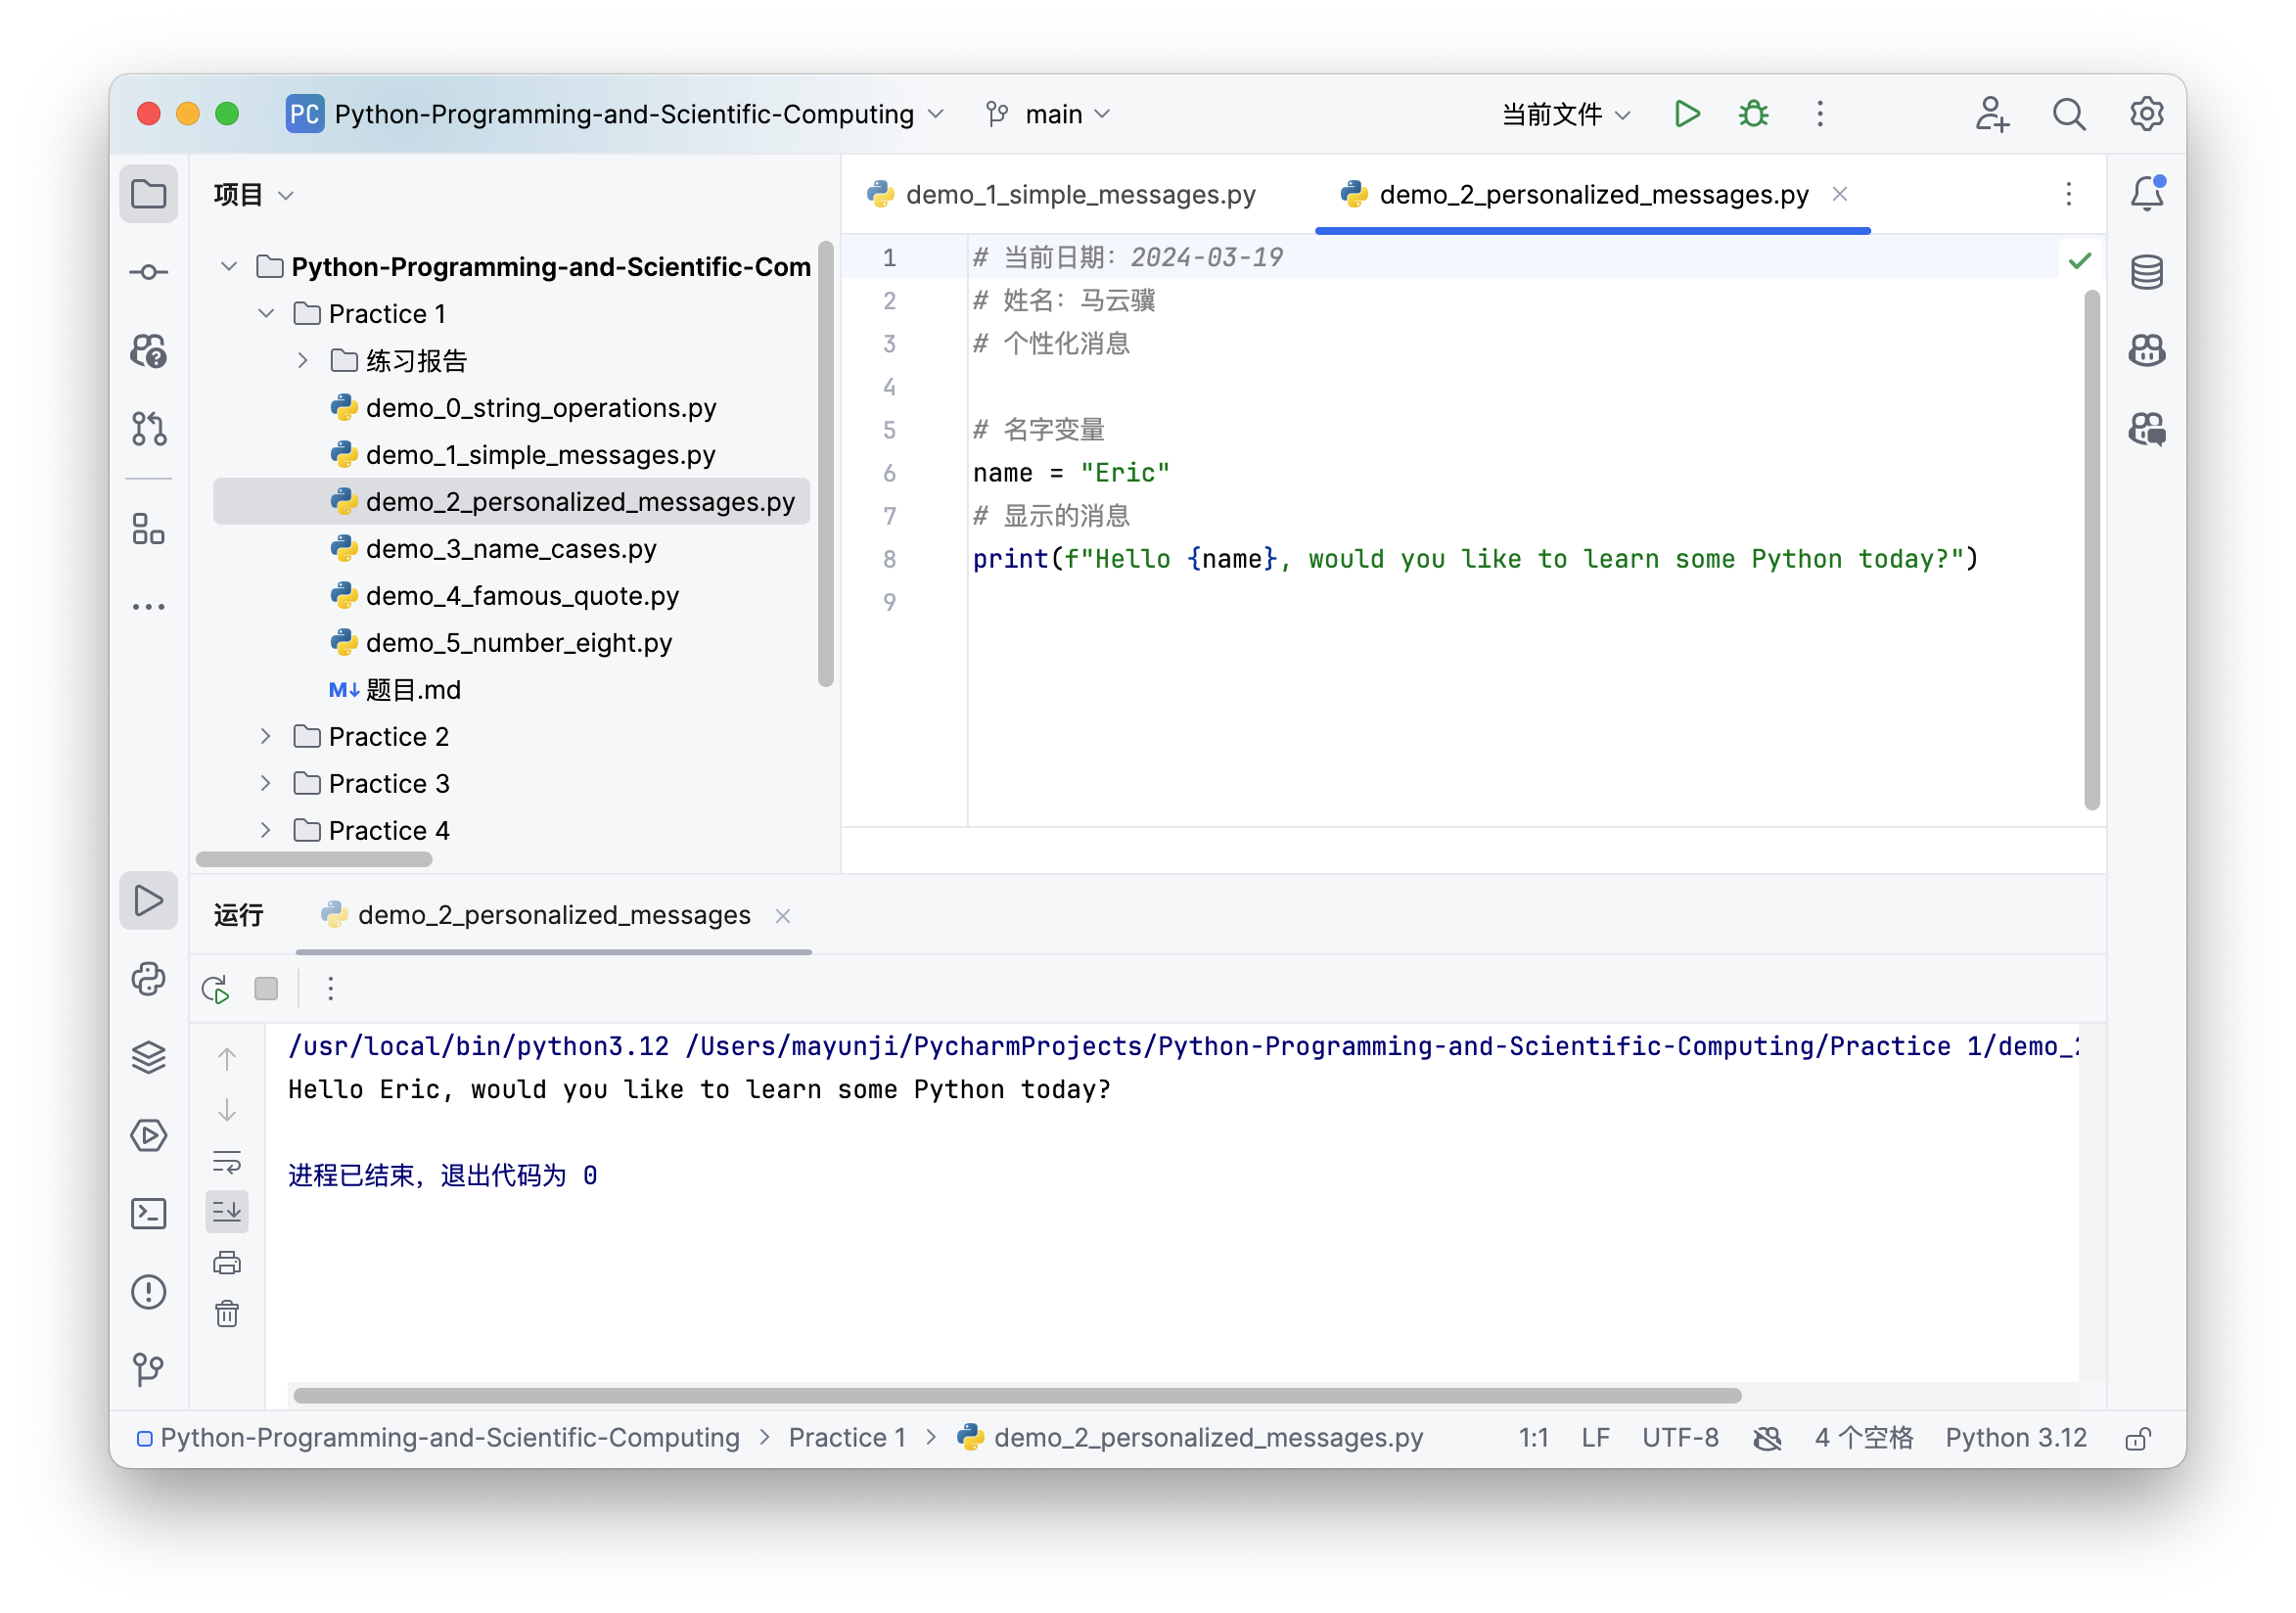 PC Python-Programming-and-Scientific-Computing main 当前文件
项目
Python-Programming-and-Scientific-Com
Practice 1
练习报告
demo_0_string_operations.py
demo_1_simple_messages.py
demo_2_personalized_messages.py
demo_3_name_cases.py
demo_4_famous_quote.py
demo_5_number_eight.py
M↓ 题目.md
Practice 2
Practice 3
Practice 4
demo_1_simple_messages.py demo_2_personalized_messages.py
1 # 当前日期：2024-03-19
2 # 姓名：马云骥
3 # 个性化消息
4
5 # 名字变量
6 name = "Eric"
7 # 显示的消息
8 print(f"Hello {name}, would you like to learn some Python today?")
9
运行 demo_2_personalized_messages
/usr/local/bin/python3.12 /Users/mayunji/PycharmProjects/Python-Programming-and-Scientific-Computing/Practice 1/demo_2
Hello Eric, would you like to learn some Python today?
进程已结束，退出代码为 0
Python-Programming-and-Scientific-Computing > Practice 1 > demo_2_personalized_messages.py 1:1 LF UTF-8 4 个空格 Python 3.12